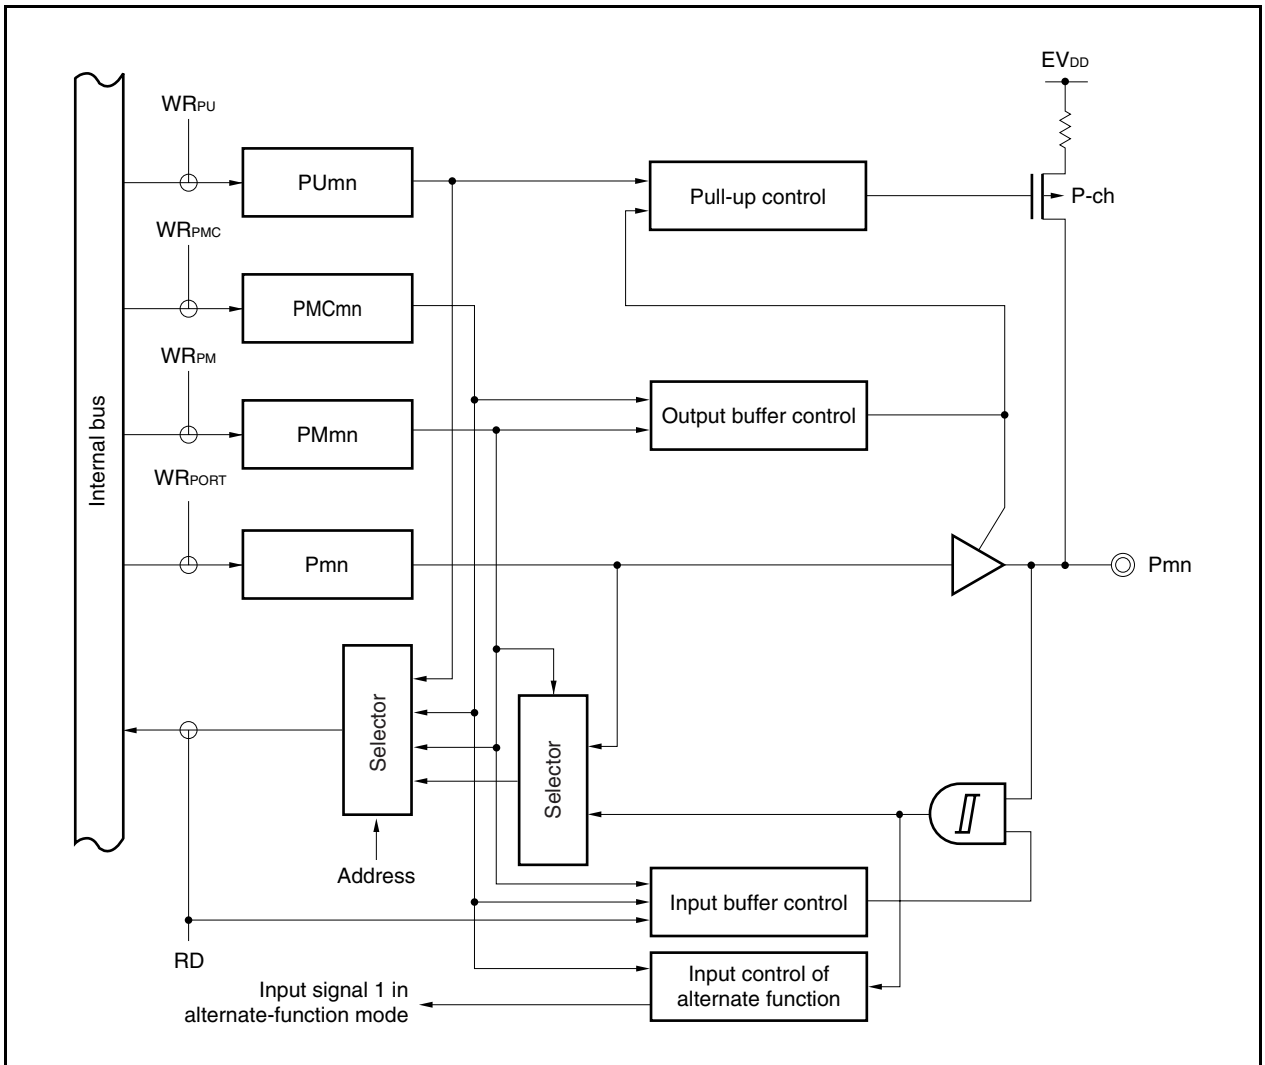 EVDD
WRPU
PUmn
Pull-up control
P-ch
WRPMC
PMCmn
WRPM
PMmn
Output buffer control
Internal bus
WRPORT
Pmn
Pmn
Selector
Selector
Address
Input buffer control
RD
Input control of
alternate function
Input signal 1 in
alternate-function mode